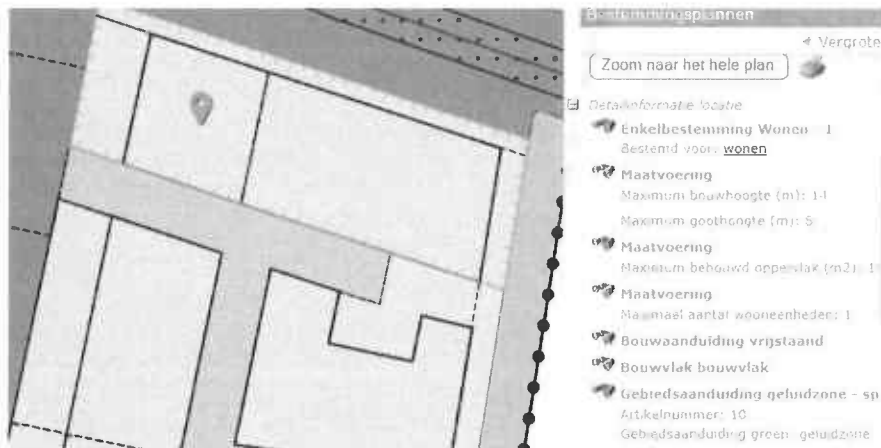 Bestemmingsplannen
Vergrote
Zoom naar het hele plan
Detailinformatie locatie
Enkelbestemming Wonen - 1
Bestemd voor: wonen
Maatvoering
Maximum bouwhoogte (m): 14
Maximum goothoogte (m):
Maatvoering
Maximum bebouwd oppervlak (m2):
Maatvoering
Maximaal aantal wooneenheden: 1
Bouwaanduiding vrijstaand
Bouwvlak bouwvlak
Gebiedsaanduiding geluidzone - sp
Artikelnummer: 10
Gebiedsaanduiding groep: geluidzone